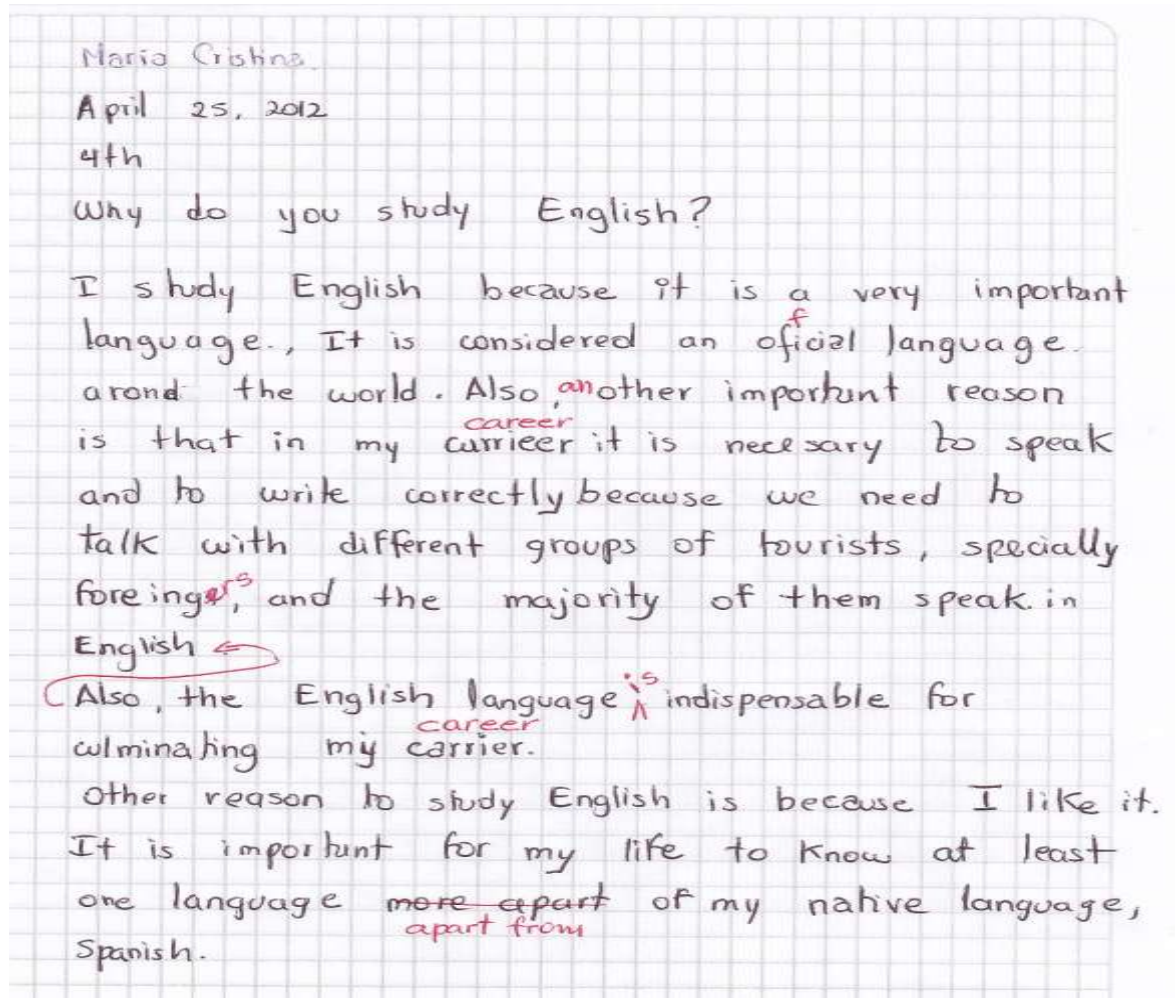 Maria Cristina.
April 25, 2012
4th
Why do you study English?
I study English because it is a very important
f
language., It is considered an oficial language.
arond the world. Also, another important reason
career
is that in my currieer it is necesary to speak
and to write correctly because we need to
talk with different groups of tourists, specially
foreingers, and the majority of them speak in
English
Also, the English language is indispensable for
career
culminating my carrier.
Other reason to study English is because I like it.
It is important for my life to know at least
one language more apart of my native language,
apart from
Spanish.